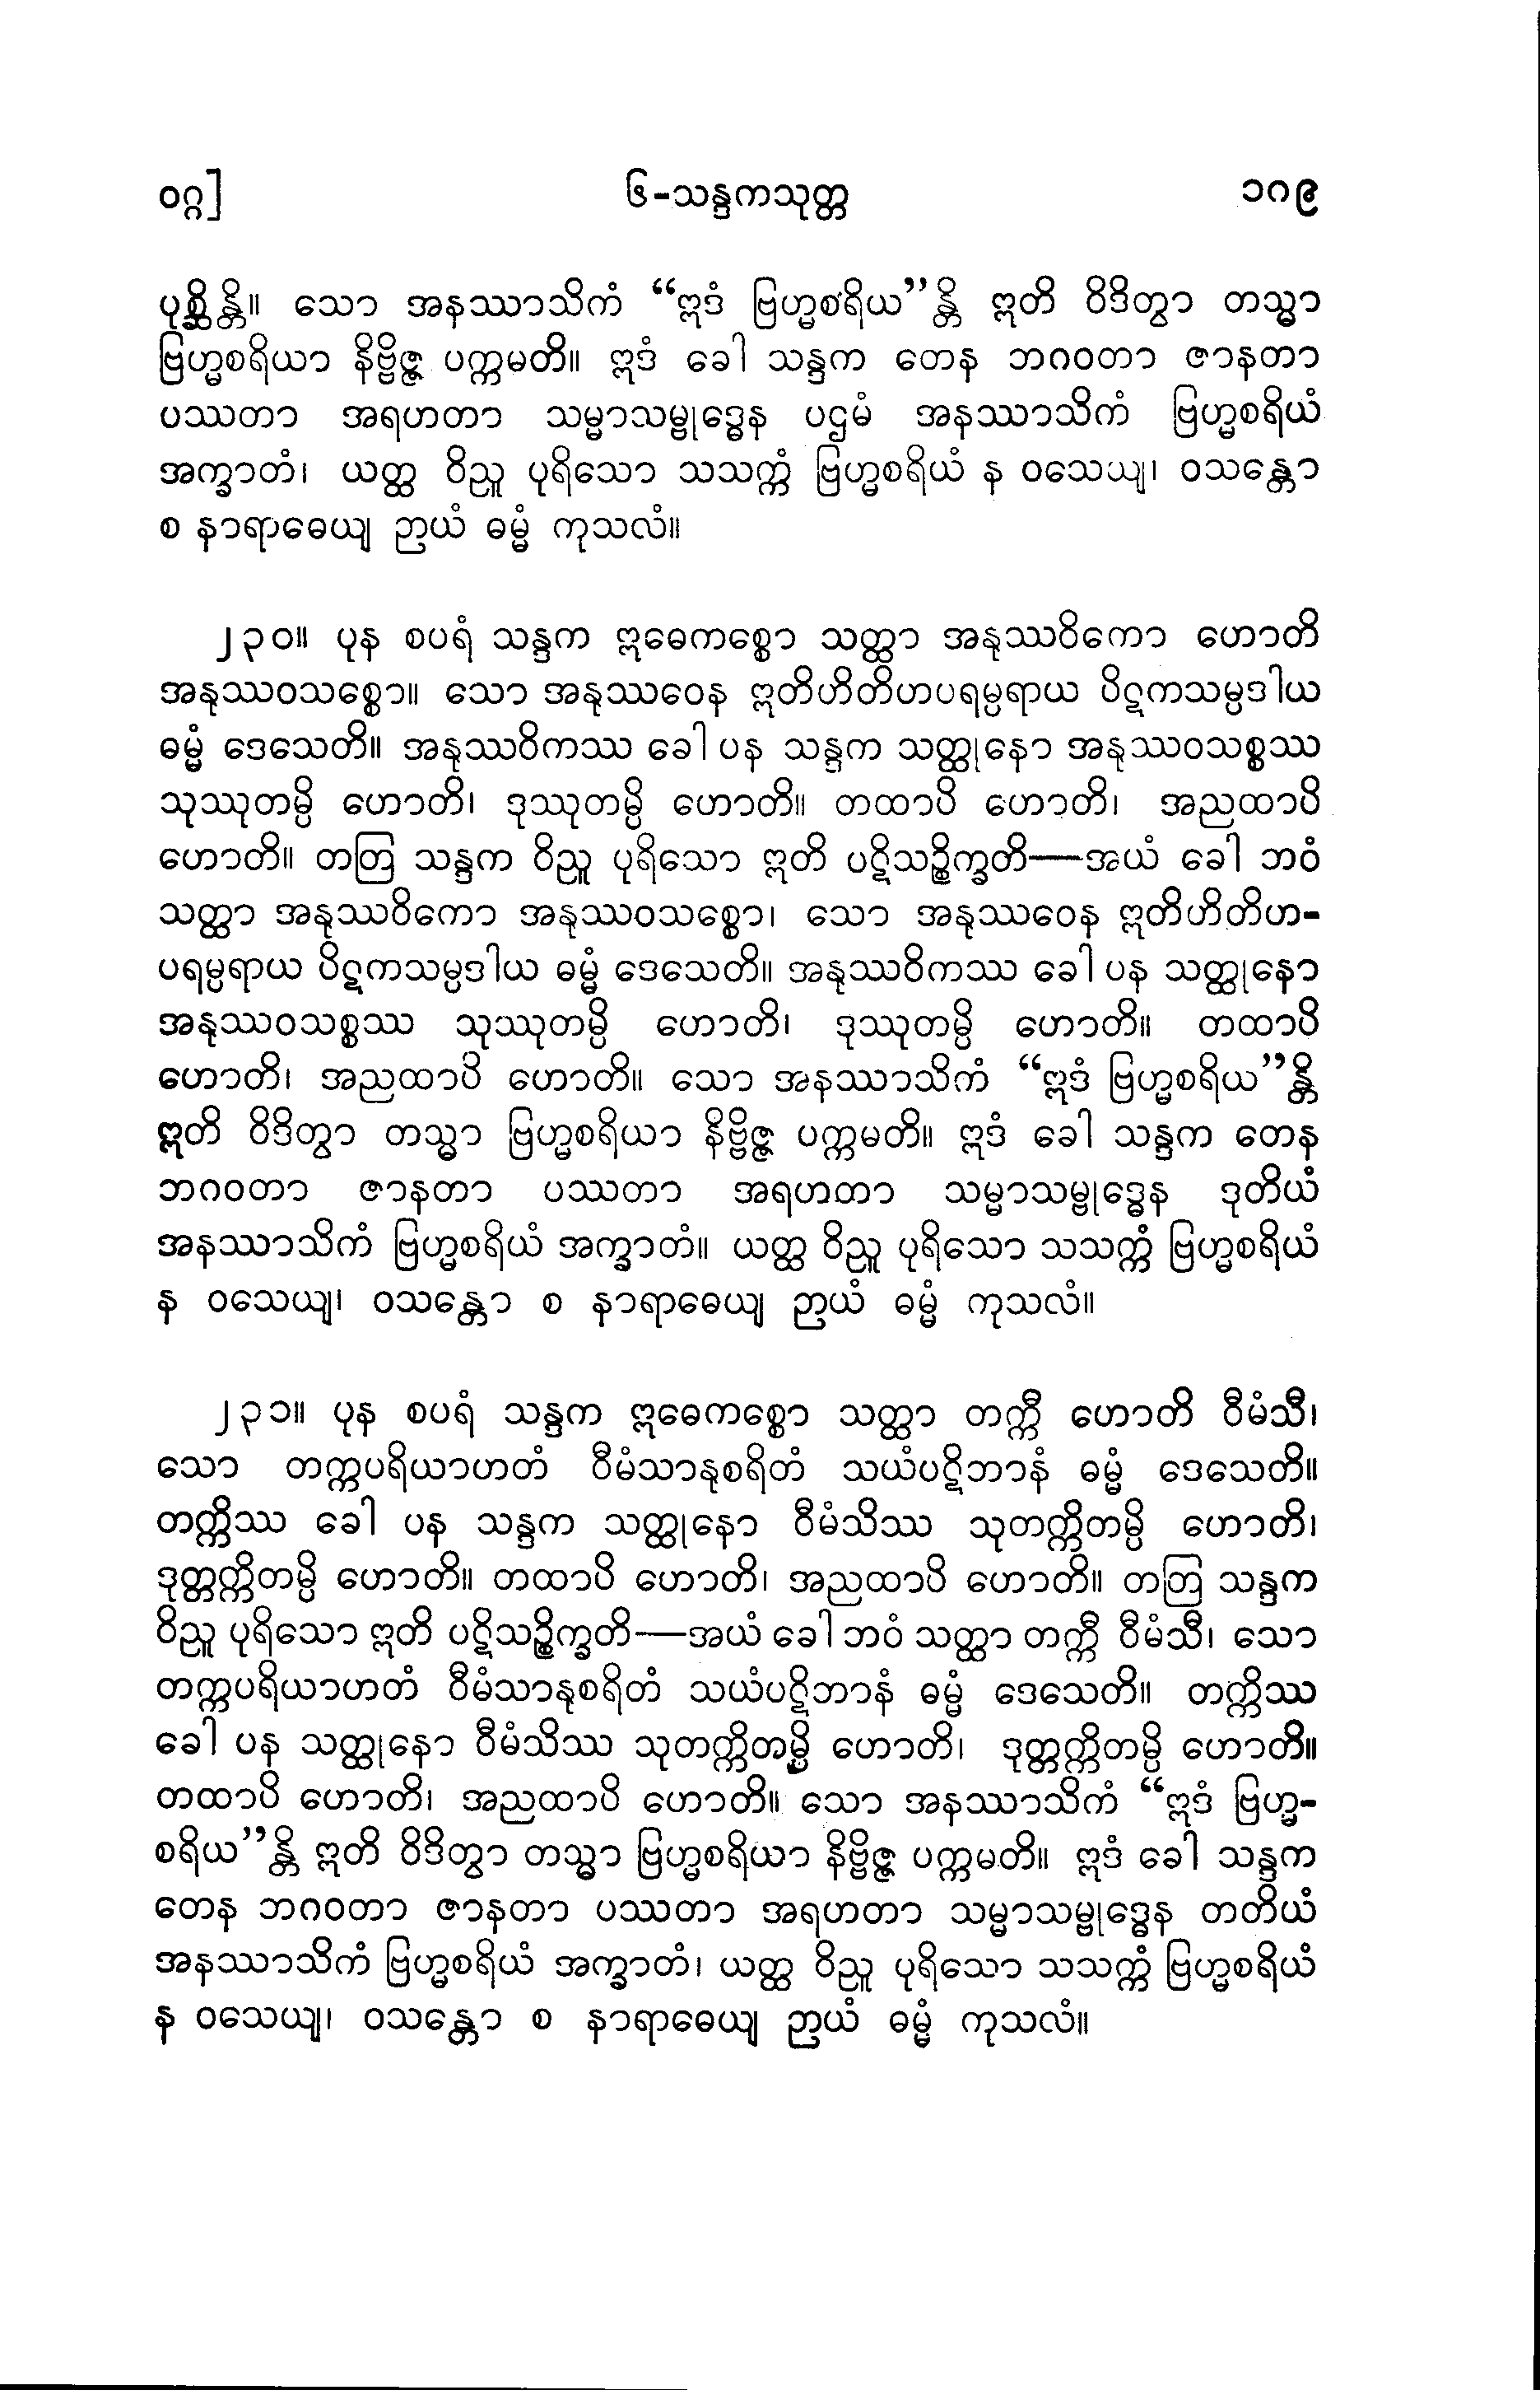 ဝဂ္ဂ] ၆-သန္ဒကသုတ္တ ၁ဂ၉
ပုစ္ဆိန္တိ။ သော အနဿာသိကံ “ဣဒံ ဗြဟ္မစရိယ”န္တိ ဣတိ ဝိဒိတွာ တသ္မာ
ဗြဟ္မစရိယာ နိဗ္ဗိဇ္ဇ ပက္ကမတိ။ ဣဒံ ခေါ သန္ဒက တေန ဘဂဝတာ ဇာနတာ
ပဿတာ အရဟတာ သမ္မာသမ္ဗုဒ္ဓေန ပဌမံ အနဿာသိကံ ဗြဟ္မစရိယံ
အက္ခာတံ၊ ယတ္ထ ဝိညူ ပုရိသော သသက္ကံ ဗြဟ္မစရိယံ န ဝသေယျ၊ ဝသန္တော
စ နာရာဓေယျ ဉာယံ ဓမ္မံ ကုသလံ။
၂၃၀။ ပုန စပရံ သန္ဒက ဣဓေကစ္စော သတ္ထာ အနုဿဝိကော ဟောတိ
အနုဿဝသစ္စော။ သော အနုဿဝေန ဣတိဟိတိဟပရမ္ပရာယ ပိဋကသမ္ပဒါယ
ဓမ္မံ ဒေသေတိ။ အနုဿဝိကဿ ခေါ ပန သန္ဒက သတ္ထုနော အနုဿဝသစ္စဿ
သုဿုတမ္ပိ ဟောတိ၊ ဒုဿုတမ္ပိ ဟောတိ။ တထာပိ ဟောတိ၊ အညထာပိ
ဟောတိ။ တတြ သန္ဒက ဝိညူ ပုရိသော ဣတိ ပဋိသဉ္စိက္ခတိ—အယံ ခေါ ဘဝံ
သတ္ထာ အနုဿဝိကော အနုဿဝသစ္စော၊ သော အနုဿဝေန ဣတိဟိတိဟ-
ပရမ္ပရာယ ပိဋကသမ္ပဒါယ ဓမ္မံ ဒေသေတိ။ အနုဿဝိကဿ ခေါ ပန သတ္ထုနော
အနုဿဝသစ္စဿ သုဿုတမ္ပိ ဟောတိ၊ ဒုဿုတမ္ပိ ဟောတိ။ တထာပိ
ဟောတိ၊ အညထာပိ ဟောတိ။ သော အနဿာသိကံ “ဣဒံ ဗြဟ္မစရိယ”န္တိ
ဣတိ ဝိဒိတွာ တသ္မာ ဗြဟ္မစရိယာ နိဗ္ဗိဇ္ဇ ပက္ကမတိ။ ဣဒံ ခေါ သန္ဒက တေန
ဘဂဝတာ ဇာနတာ ပဿတာ အရဟတာ သမ္မာသမ္ဗုဒ္ဓေန ဒုတိယံ
အနဿာသိကံ ဗြဟ္မစရိယံ အက္ခာတံ။ ယတ္ထ ဝိညူ ပုရိသော သသက္ကံ ဗြဟ္မစရိယံ
န ဝသေယျ၊ ဝသန္တော စ နာရာဓေယျ ဉာယံ ဓမ္မံ ကုသလံ။
၂၃၁။ ပုန စပရံ သန္ဒက ဣဓေကစ္စော သတ္ထာ တက္ကီ ဟောတိ ဝီမံသီ၊
သော တက္ကပရိယာဟတံ ဝီမံသာနုစရိတံ သယံပဋိဘာနံ ဓမ္မံ ဒေသေတိ။
တက္ကိဿ ခေါ ပန သန္ဒက သတ္ထုနော ဝီမံသိဿ သုတက္ကိတမ္ပိ ဟောတိ၊
ဒုတ္တက္ကိတမ္ပိ ဟောတိ။ တထာပိ ဟောတိ၊ အညထာပိ ဟောတိ။ တတြ သန္ဒက
ဝိညူ ပုရိသော ဣတိ ပဋိသဉ္စိက္ခတိ—အယံ ခေါ ဘဝံ သတ္ထာ တက္ကီ ဝီမံသီ၊ သော
တက္ကပရိယာဟတံ ဝီမံသာနုစရိတံ သယံပဋိဘာနံ ဓမ္မံ ဒေသေတိ။ တက္ကိဿ
ခေါ ပန သတ္ထုနော ဝီမံသိဿ သုတက္ကိတမ္ပိ ဟောတိ၊ ဒုတ္တက္ကိတမ္ပိ ဟောတိ။
တထာပိ ဟောတိ၊ အညထာပိ ဟောတိ။ သော အနဿာသိကံ “ဣဒံ ဗြဟ္မ-
စရိယ”န္တိ ဣတိ ဝိဒိတွာ တသ္မာ ဗြဟ္မစရိယာ နိဗ္ဗိဇ္ဇ ပက္ကမတိ။ ဣဒံ ခေါ သန္ဒက
တေန ဘဂဝတာ ဇာနတာ ပဿတာ အရဟတာ သမ္မာသမ္ဗုဒ္ဓေန တတိယံ
အနဿာသိကံ ဗြဟ္မစရိယံ အက္ခာတံ၊ ယတ္ထ ဝိညူ ပုရိသော သသက္ကံ ဗြဟ္မစရိယံ
န ဝသေယျ၊ ဝသန္တော စ နာရာဓေယျ ဉာယံ ဓမ္မံ ကုသလံ။